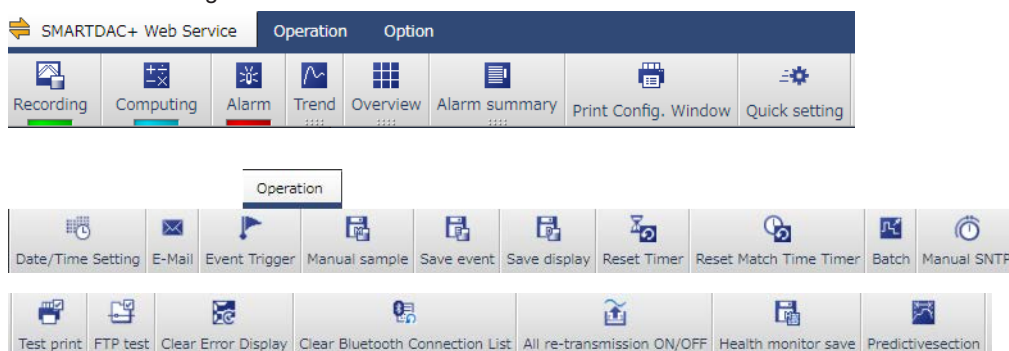 SMARTDAC+ Web Service Operation Option
Recording Computing Alarm Trend Overview Alarm summary Print Config. Window Quick setting
Operation
Date/Time Setting E-Mail Event Trigger Manual sample Save event Save display Reset Timer Reset Match Time Timer Batch Manual SNTP
Test print FTP test Clear Error Display Clear Bluetooth Connection List All re-transmission ON/OFF Health monitor save Predictivesection